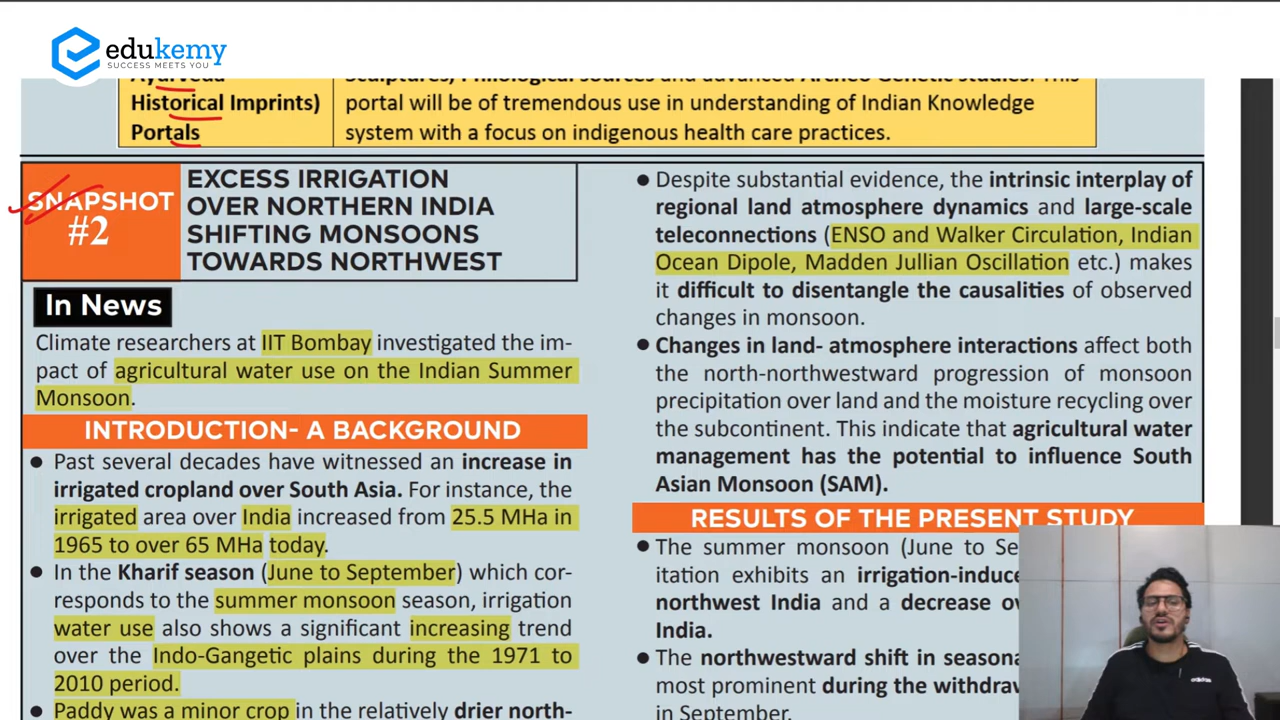 edukemy
SUCCESS MEETS YOU
Ayurveda
Historical Imprints)
Portals
Sculptures, Philological sources and advanced Archeo Genetic studies. This
portal will be of tremendous use in understanding of Indian Knowledge
system with a focus on indigenous health care practices.
SNAPSHOT
#2
EXCESS IRRIGATION
OVER NORTHERN INDIA
SHIFTING MONSOONS
TOWARDS NORTHWEST
In News
Climate researchers at IIT Bombay investigated the im-
pact of agricultural water use on the Indian Summer
Monsoon.
INTRODUCTION- A BACKGROUND
● Past several decades have witnessed an increase in
irrigated cropland over South Asia. For instance, the
irrigated area over India increased from 25.5 MHa in
1965 to over 65 MHa today.
● In the Kharif season (June to September) which cor-
responds to the summer monsoon season, irrigation
water use also shows a significant increasing trend
over the Indo-Gangetic plains during the 1971 to
2010 period.
● Paddy was a minor crop in the relatively drier north-
● Despite substantial evidence, the intrinsic interplay of
regional land atmosphere dynamics and large-scale
teleconnections (ENSO and Walker Circulation, Indian
Ocean Dipole, Madden Jullian Oscillation etc.) makes
it difficult to disentangle the causalities of observed
changes in monsoon.
● Changes in land- atmosphere interactions affect both
the north-northwestward progression of monsoon
precipitation over land and the moisture recycling over
the subcontinent. This indicate that agricultural water
management has the potential to influence South
Asian Monsoon (SAM).
RESULTS OF THE PRESENT STUDY
● The summer monsoon (June to Se
itation exhibits an irrigation-induce
northwest India and a decrease ov
India.
● The northwestward shift in seasona
most prominent during the withdraw
in September.
adidas